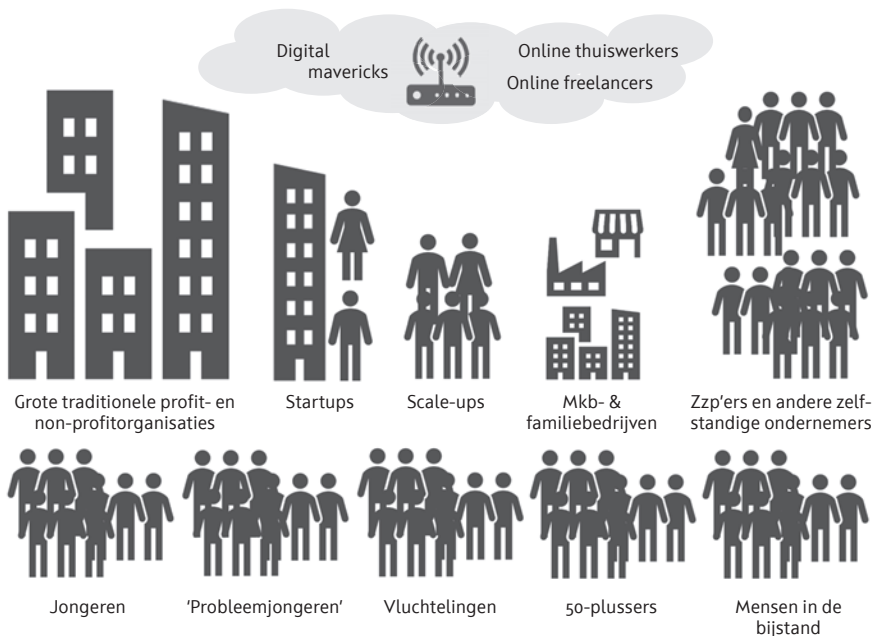 Digital
mavericks
Online thuiswerkers
Online freelancers
Grote traditionele profit- en
non-profitorganisaties
Startups
Scale-ups
Mkb- &
familiebedrijven
Zzp'ers en andere zelf-
standige ondernemers
Jongeren
'Probleemjongeren'
Vluchtelingen
50-plussers
Mensen in de
bijstand